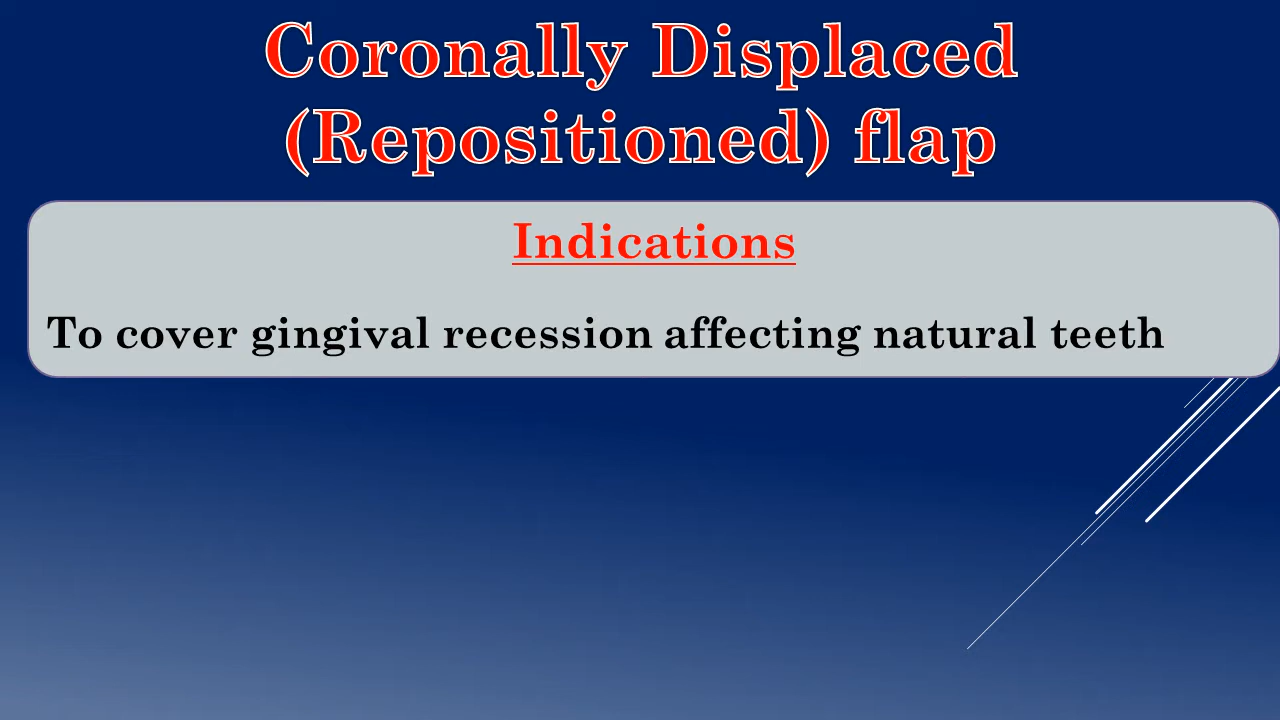 Coronally Displaced
(Repositioned) flap
Indications
To cover gingival recession affecting natural teeth